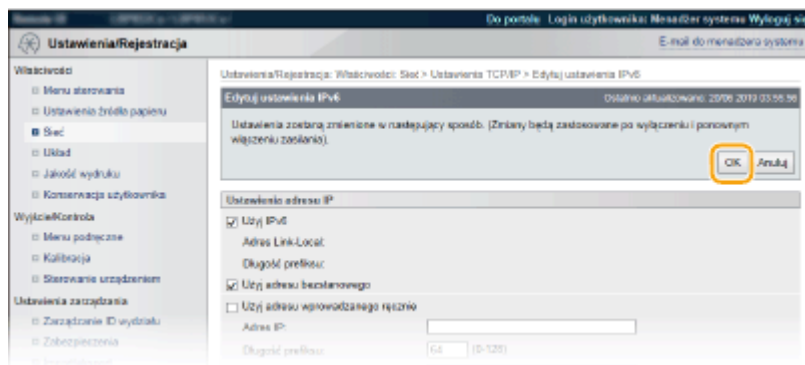 Do portalu Login użytkownika: Menadżer systemu Wyloguj się
Ustawienia/Rejestracja
E-mail do menadżera systemu
Właściwości
Menu sterowania
Ustawienia źródła papieru
Sieć
Układ
Jakość wydruku
Konserwacja użytkownika
Wyjście/Kontrola
Menu podręczne
Kalibracja
Sterowanie urządzeniem
Ustawienia zarządzania
Zarządzanie ID wydziału
Zabezpieczenia
Ustawienia/Rejestracja: Właściwości: Sieć > Ustawienia TCP/IP > Edytuj ustawienia IPv6
Edytuj ustawienia IPv6
Ostatnio aktualizowano: 20/06 2019 03:55:56
Ustawienia zostaną zmienione w następujący sposób. (Zmiany będą zastosowane po wyłączeniu i ponownym
włączeniu zasilania).
OK
Anuluj
Ustawienia adresu IP
Użyj IPv6
Adres Link-Local:
Długość prefiksu:
Użyj adresu bezstanowego
Użyj adresu wprowadzanego ręcznie
Adres IP:
Długość prefiksu:
64 (0-128)